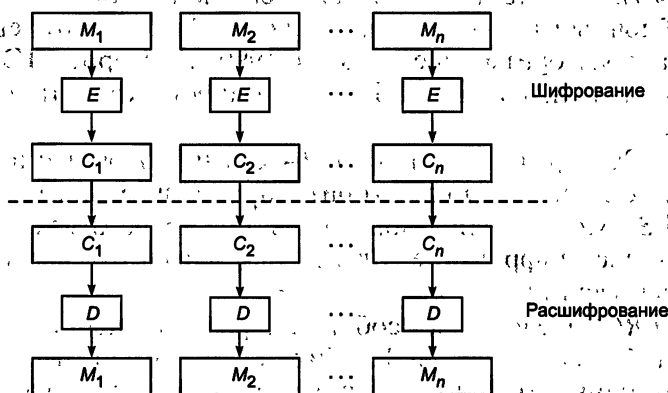 M₁ M₂ ... Mₙ
E E ... E Шифрование
C₁ C₂ ... Cₙ
C₁ C₂ ... Cₙ
D D ... D Расшифрование
M₁ M₂ ... Mₙ